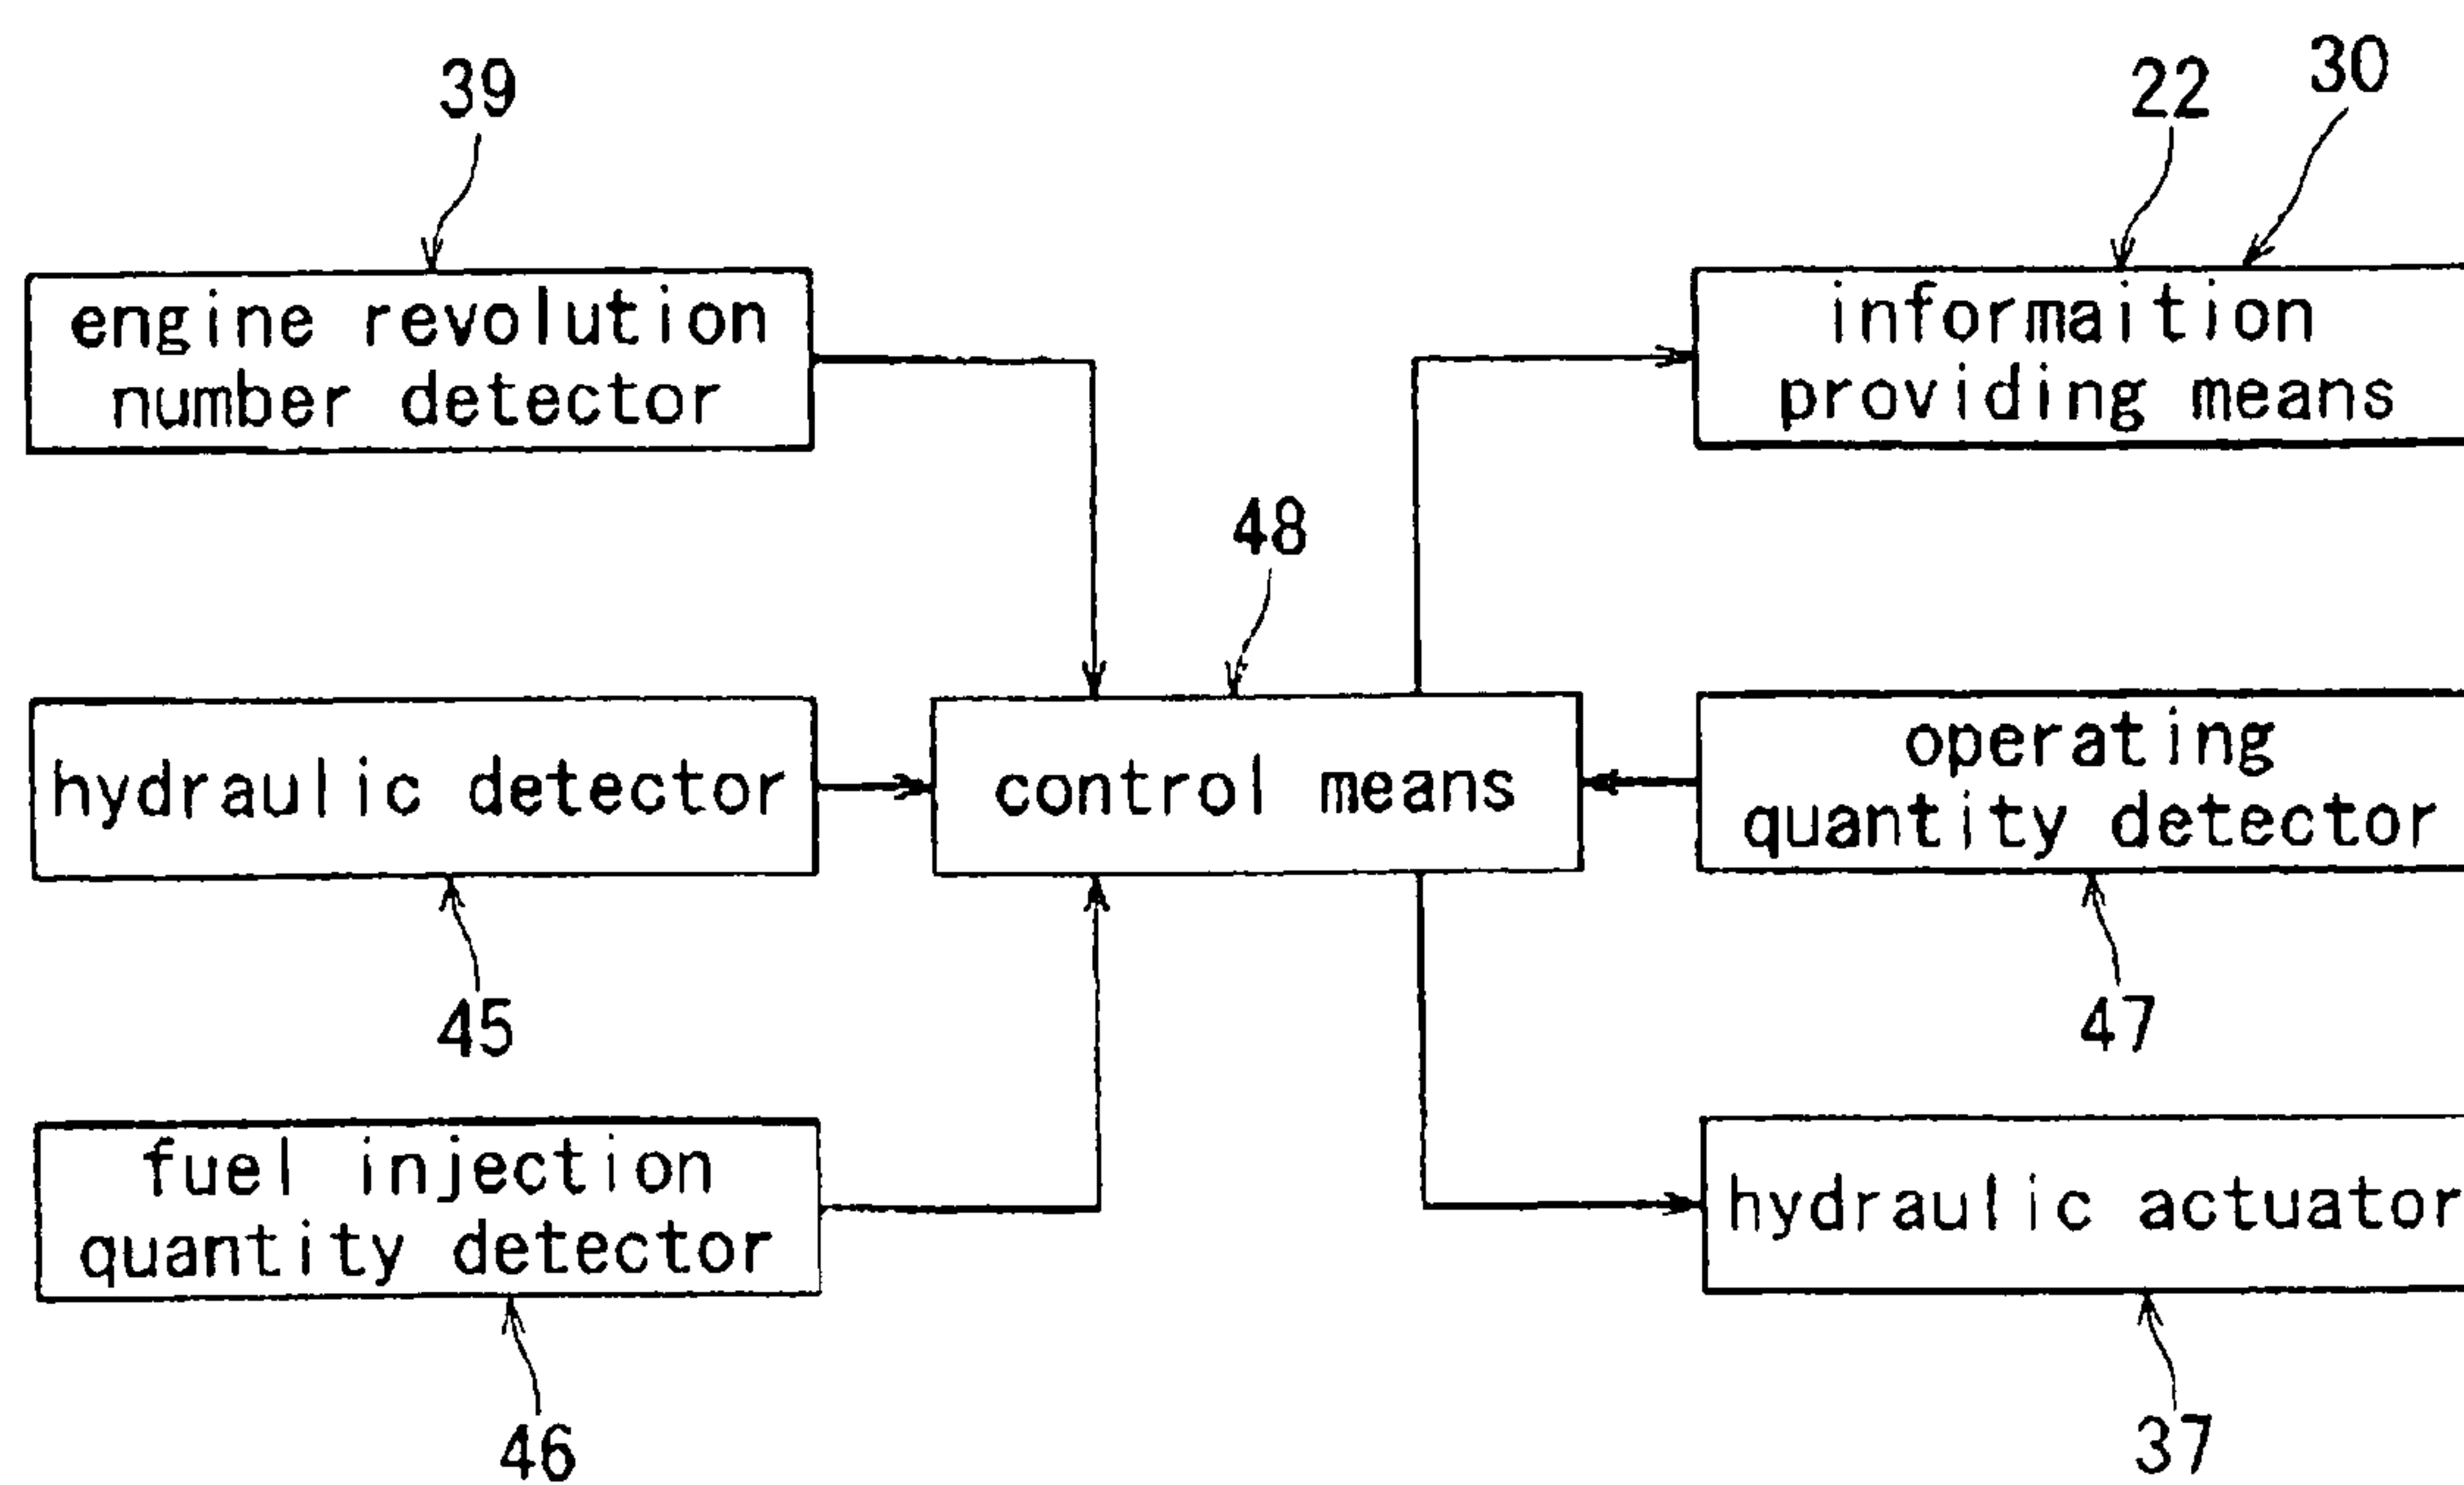 39
22
30
engine revolution
number detector
informaition
providing means
48
hydraulic detector
control means
operating
quantity detector
45
47
fuel injection
quantity detector
hydraulic actuator
46
37